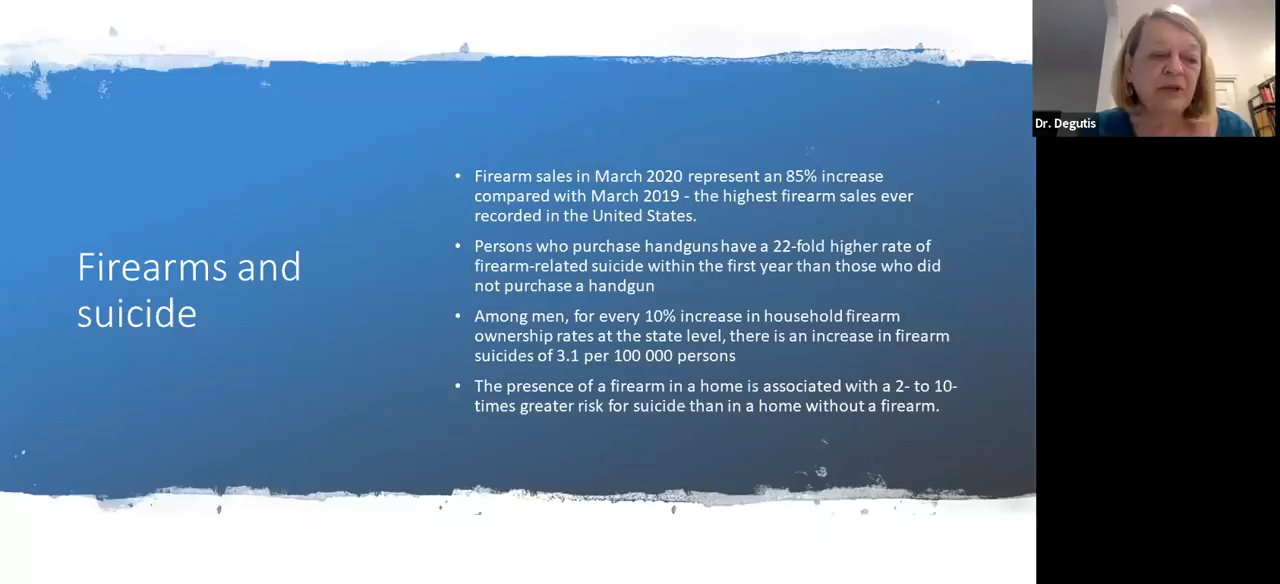 Dr. Degutis
Firearms and
suicide
• Firearm sales in March 2020 represent an 85% increase
compared with March 2019 - the highest firearm sales ever
recorded in the United States.
• Persons who purchase handguns have a 22-fold higher rate of
firearm-related suicide within the first year than those who did
not purchase a handgun
• Among men, for every 10% increase in household firearm
ownership rates at the state level, there is an increase in firearm
suicides of 3.1 per 100 000 persons
• The presence of a firearm in a home is associated with a 2- to 10-
times greater risk for suicide than in a home without a firearm.